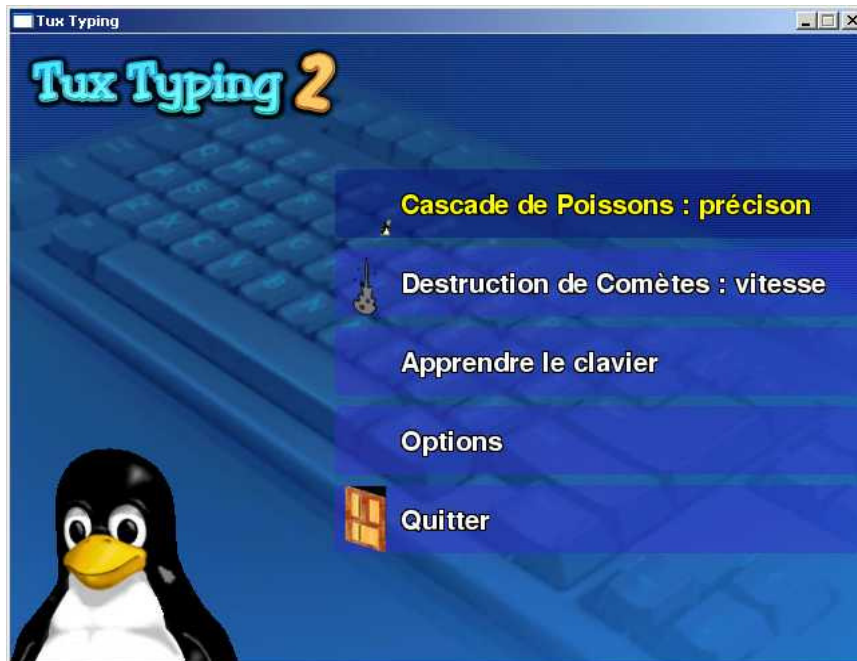 Tux Typing
Tux Typing 2
Cascade de Poissons : précison
Destruction de Comètes : vitesse
Apprendre le clavier
Options
Quitter